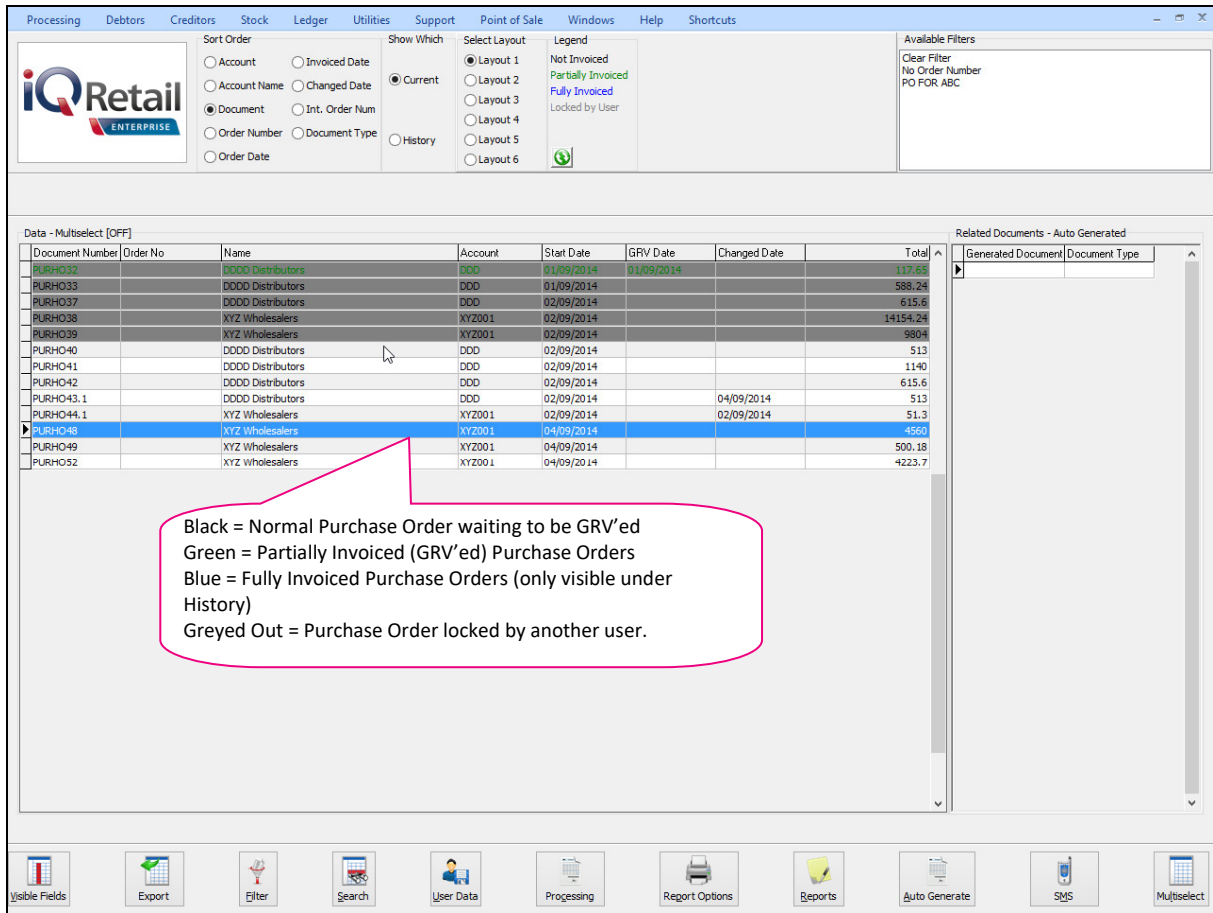 Processing Debtors Creditors Stock Ledger Utilities Support Point of Sale Windows Help Shortcuts
iQRetail
ENTERPRISE
Sort Order
Account Invoiced Date
Account Name Changed Date
Document Int. Order Num
Order Number Document Type
Order Date
Show Which
Current
History
Select Layout
Layout 1
Layout 2
Layout 3
Layout 4
Layout 5
Layout 6
Legend
Not Invoiced
Partially Invoiced
Fully Invoiced
Locked by User
Available Filters
Clear Filter
No Order Number
PO FOR ABC
Data - Multiselect [OFF]
Document Number Order No Name Account Start Date GRV Date Changed Date Total
PURHO32 DDDD Distributors DDD 01/09/2014 01/09/2014 117.65
PURHO33 DDDD Distributors DDD 01/09/2014 588.24
PURHO37 DDDD Distributors DDD 02/09/2014 615.6
PURHO38 XYZ Wholesalers XYZ001 02/09/2014 14154.24
PURHO39 XYZ Wholesalers XYZ001 02/09/2014 9804
PURHO40 DDDD Distributors DDD 02/09/2014 513
PURHO41 DDDD Distributors DDD 02/09/2014 1140
PURHO42 DDDD Distributors DDD 02/09/2014 615.6
PURHO43.1 DDDD Distributors DDD 02/09/2014 04/09/2014 513
PURHO44.1 XYZ Wholesalers XYZ001 02/09/2014 02/09/2014 51.3
PURHO48 XYZ Wholesalers XYZ001 04/09/2014 4560
PURHO49 XYZ Wholesalers XYZ001 04/09/2014 500.18
PURHO52 XYZ Wholesalers XYZ001 04/09/2014 4223.7
Related Documents - Auto Generated
Generated Document Document Type
Black = Normal Purchase Order waiting to be GRV’ed
Green = Partially Invoiced (GRV’ed) Purchase Orders
Blue = Fully Invoiced Purchase Orders (only visible under
History)
Greyed Out = Purchase Order locked by another user.
Visible Fields Export Filter Search User Data Processing Report Options Reports Auto Generate SMS Multiselect